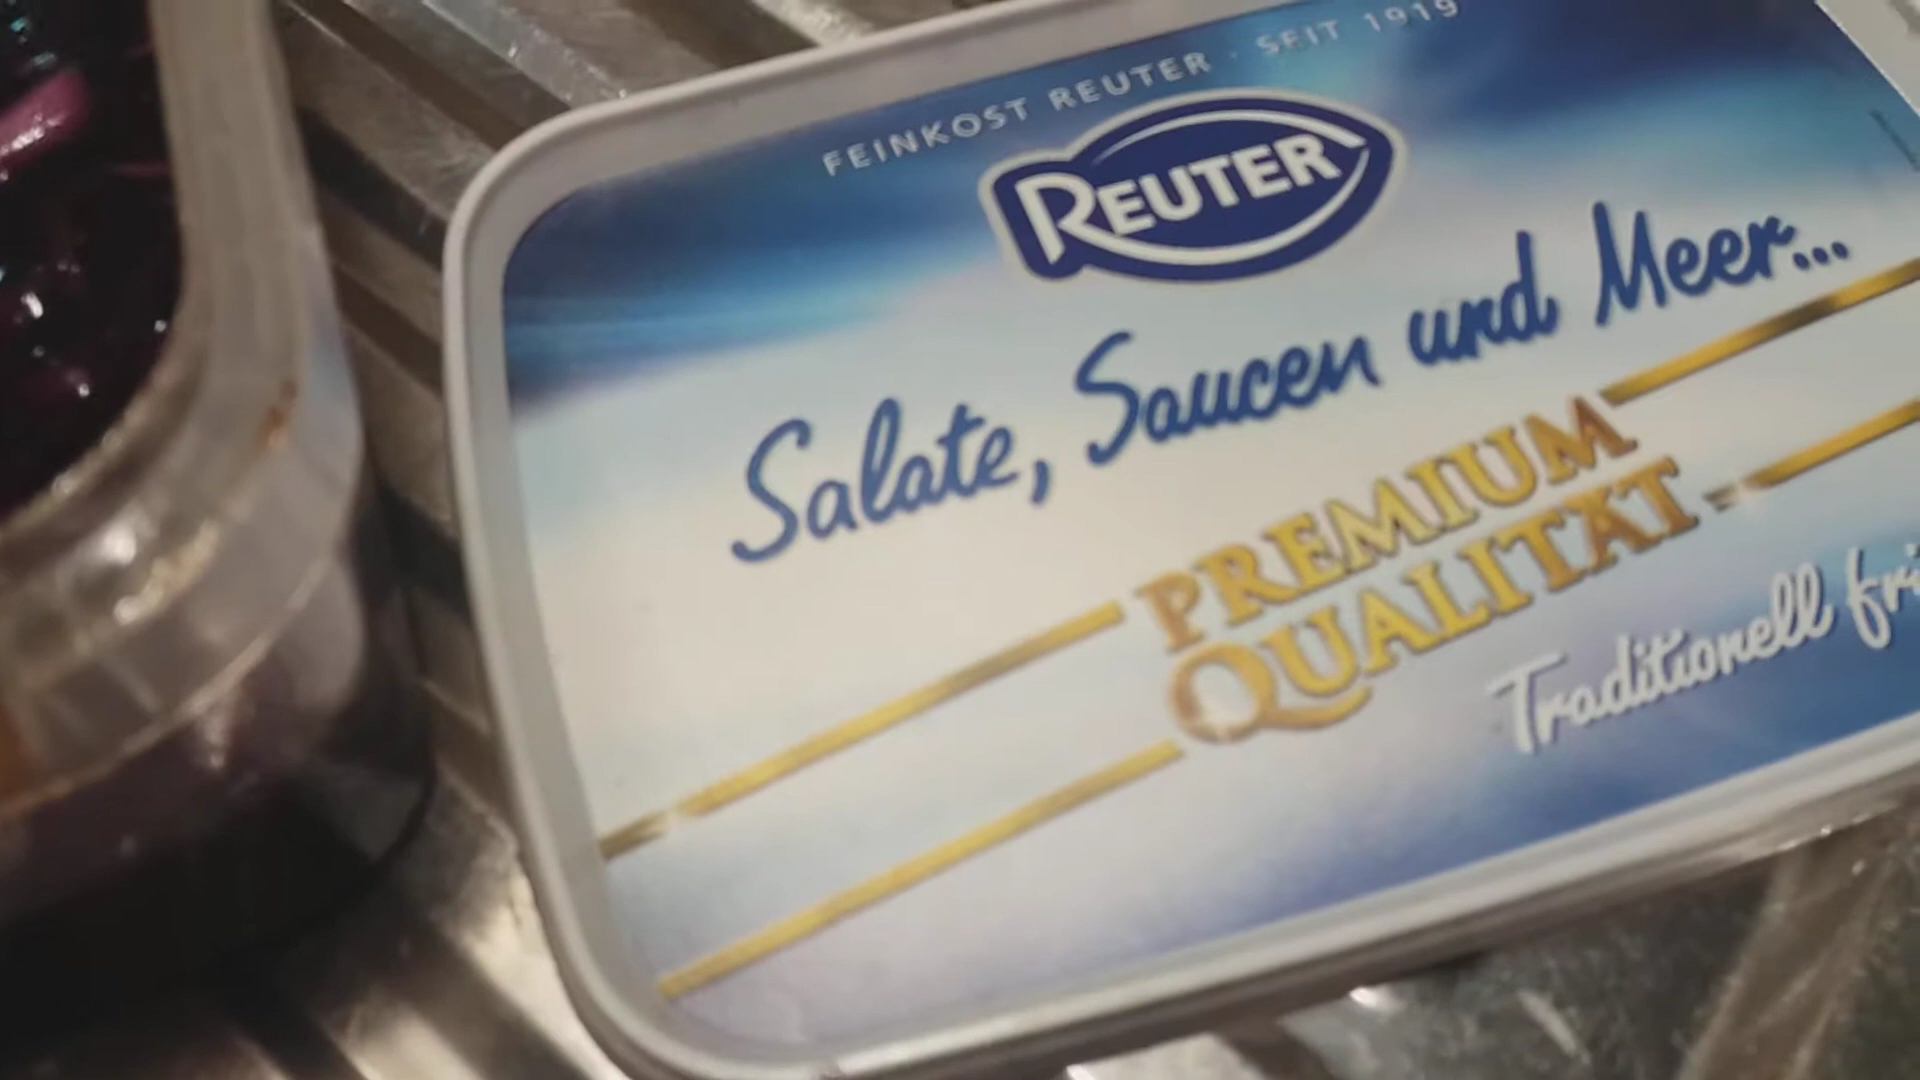 FEINKOST REUTER · SEIT 1919
REUTER
Salate, Saucen und Meer...
PREMIUM
QUALITÄT
Traditionell